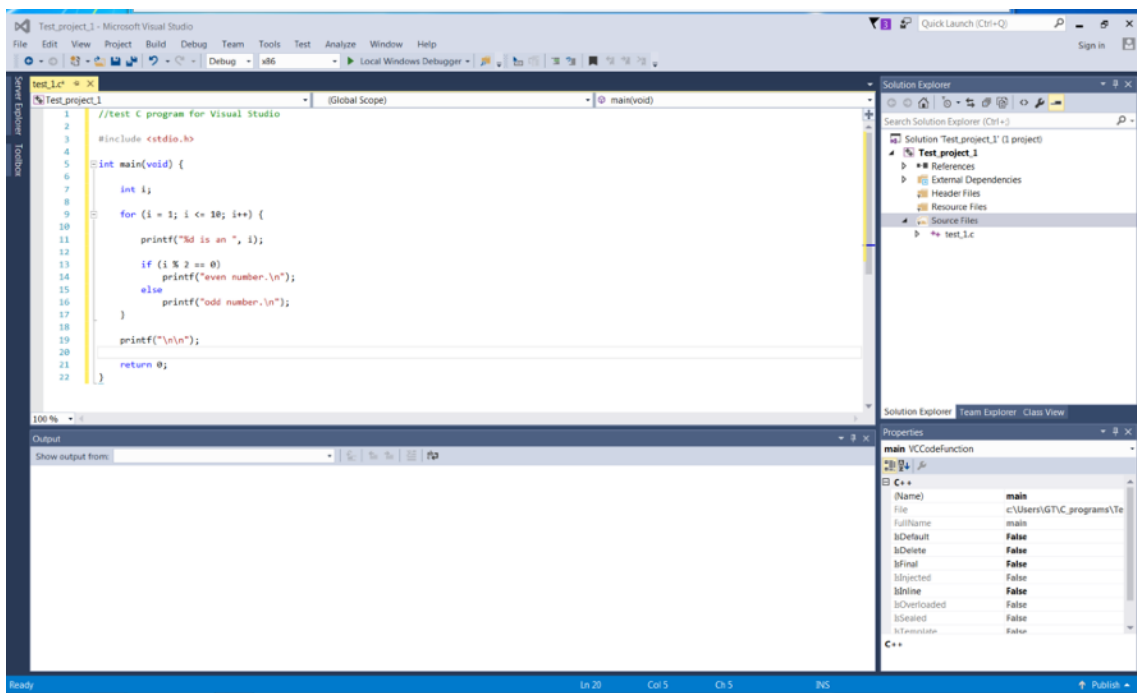 Test_project_1 - Microsoft Visual Studio
3
Quick Launch (Ctrl+Q)
File Edit View Project Build Debug Team Tools Test Analyze Window Help
Sign in
Debug x86 Local Windows Debugger
Server Explorer
Toolbox
test_1.c*
Test_project_1 (Global Scope) main(void)
1 //test C program for Visual Studio
2
3 #include <stdio.h>
4
5 int main(void) {
6
7 int i;
8
9 for (i = 1; i <= 10; i++) {
10
11 printf("%d is an ", i);
12
13 if (i % 2 == 0)
14 printf("even number.\n");
15 else
16 printf("odd number.\n");
17 }
18
19 printf("\n\n");
20
21 return 0;
22 }
100 %
Output
Show output from:
Solution Explorer
Search Solution Explorer (Ctrl+;)
Solution 'Test_project_1' (1 project)
Test_project_1
References
External Dependencies
Header Files
Resource Files
Source Files
test_1.c
Solution Explorer Team Explorer Class View
Properties
main VCCodeFunction
C++
(Name) main
File c:\Users\GT\C_programs\Te
FullName main
IsDefault False
IsDelete False
IsFinal False
IsInjected False
IsInline False
IsOverloaded False
IsSealed False
IsTemplate False
C++
Ready Ln 20 Col 5 Ch 5 INS Publish